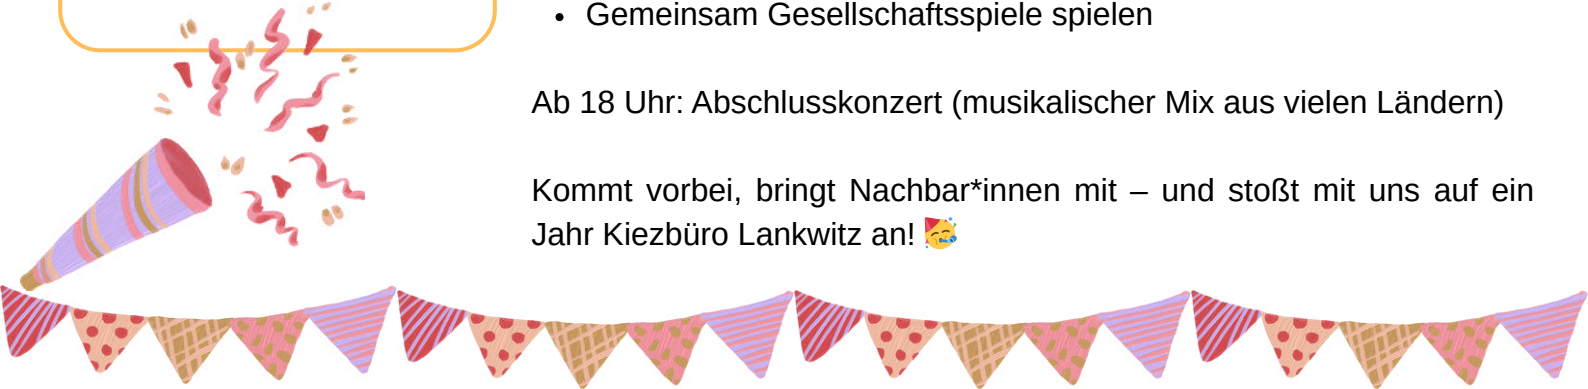 • Gemeinsam Gesellschaftsspiele spielen
Ab 18 Uhr: Abschlusskonzert (musikalischer Mix aus vielen Ländern)
Kommt vorbei, bringt Nachbar*innen mit – und stoßt mit uns auf ein
Jahr Kiezbüro Lankwitz an! 🥳